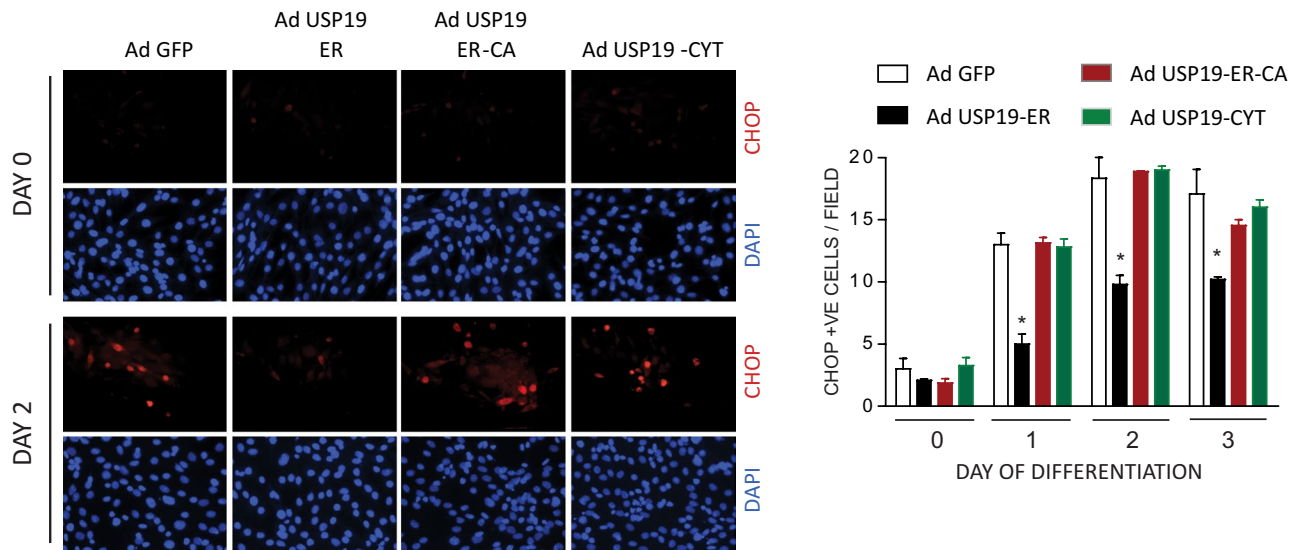 Ad GFP
Ad USP19
ER
Ad USP19
ER-CA
Ad USP19 -CYT
DAY 0
CHOP
DAPI
DAY 2
CHOP
DAPI
Ad GFP
Ad USP19-ER-CA
Ad USP19-ER
Ad USP19-CYT
CHOP +VE CELLS / FIELD
20
15
10
5
0
*
*
*
0 1 2 3
DAY OF DIFFERENTIATION